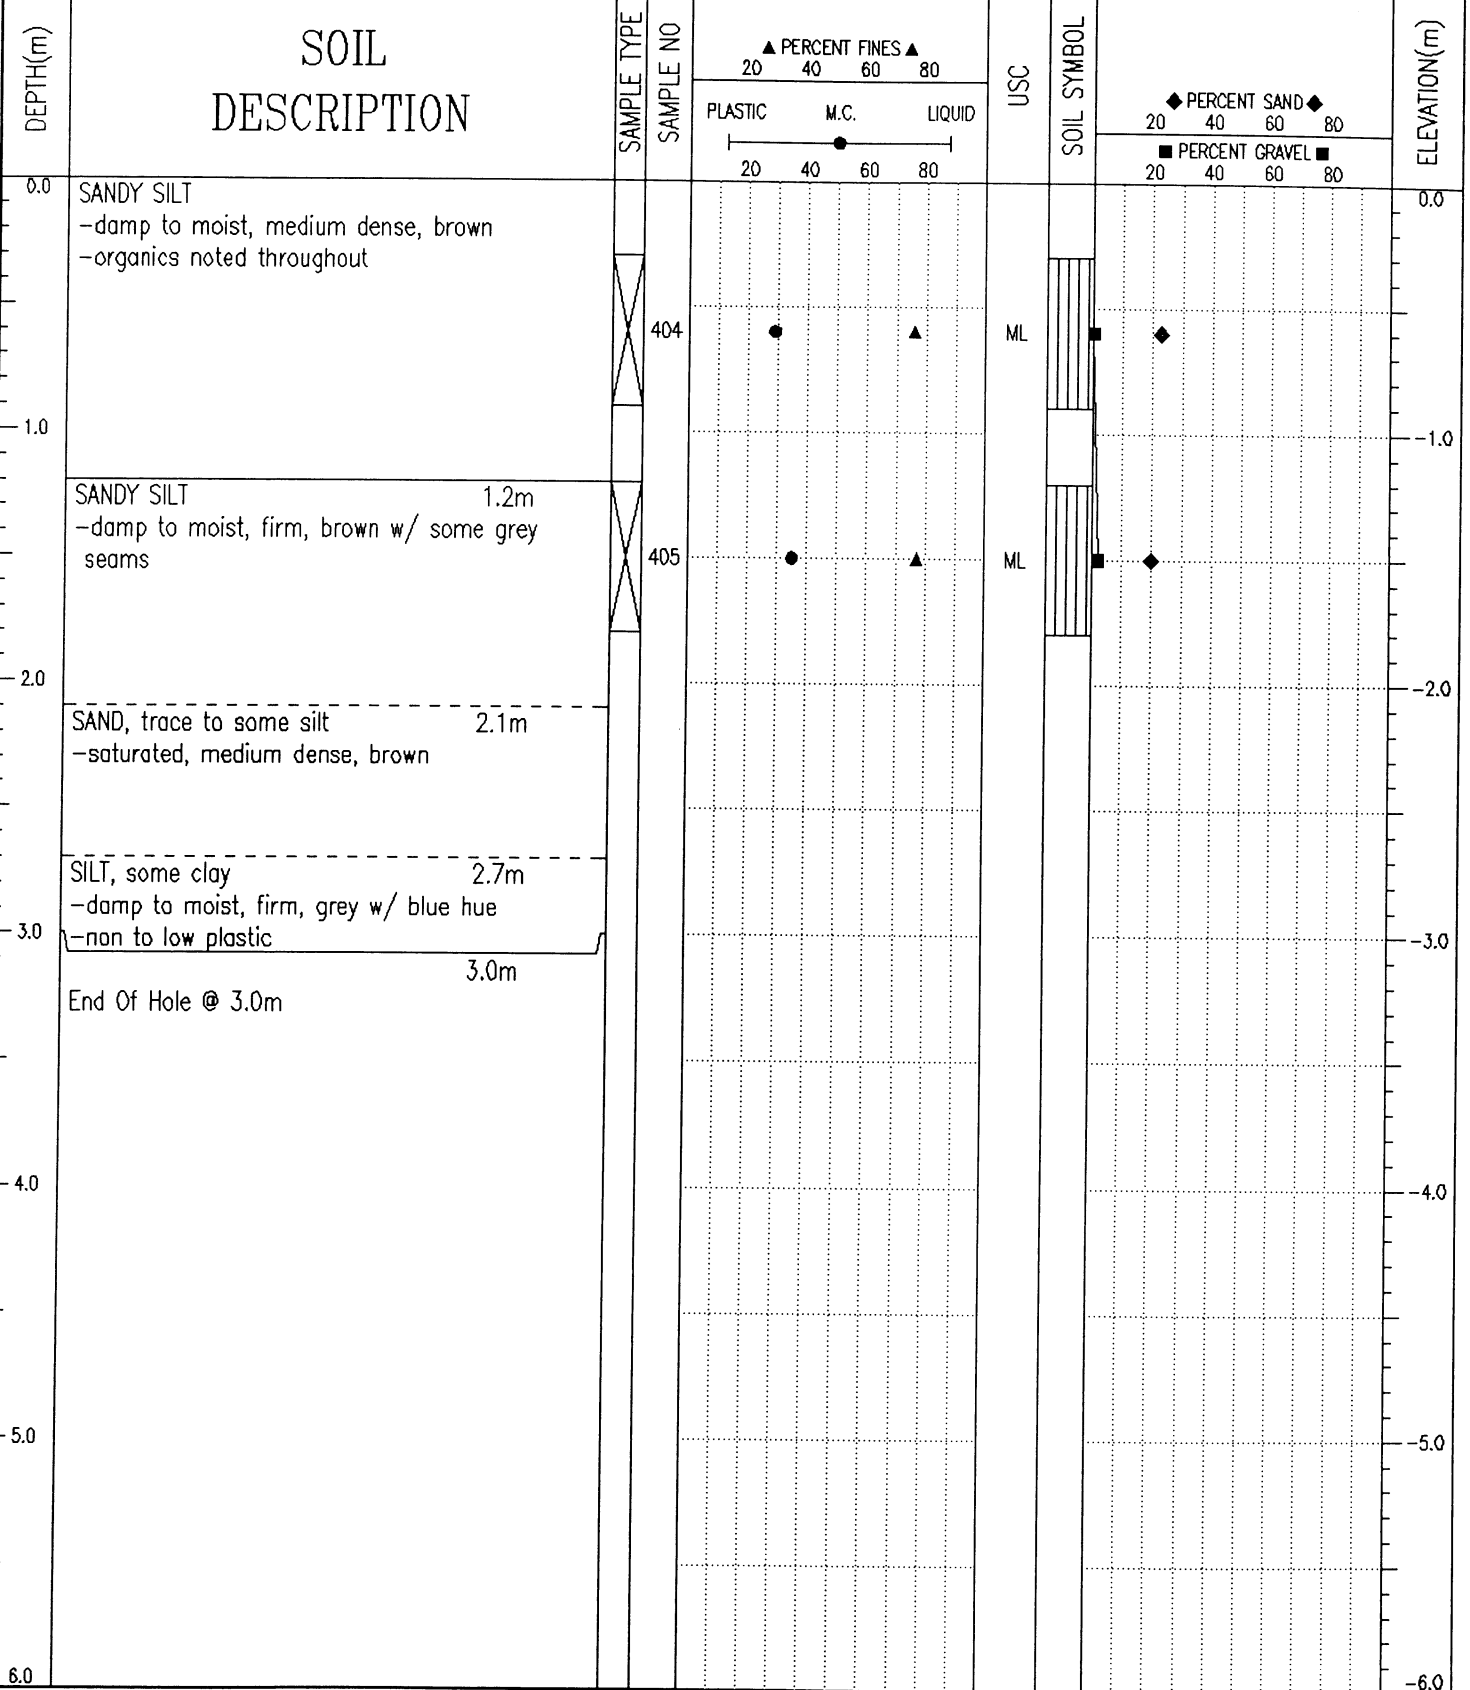 DEPTH(m)
SOIL
DESCRIPTION
SAMPLE TYPE
SAMPLE NO
▲ PERCENT FINES ▲
20 40 60 80
PLASTIC M.C. LIQUID
20 40 60 80
USC
SOIL SYMBOL
◆ PERCENT SAND ◆
20 40 60 80
■ PERCENT GRAVEL ■
20 40 60 80
ELEVATION(m)
0.0
SANDY SILT
-damp to moist, medium dense, brown
-organics noted throughout
0.0
404
ML
1.0
-1.0
SANDY SILT 1.2m
-damp to moist, firm, brown w/ some grey
seams
405
ML
2.0
-2.0
SAND, trace to some silt 2.1m
-saturated, medium dense, brown
SILT, some clay 2.7m
-damp to moist, firm, grey w/ blue hue
3.0
-non to low plastic
-3.0
3.0m
End Of Hole @ 3.0m
4.0
-4.0
5.0
-5.0
6.0
-6.0